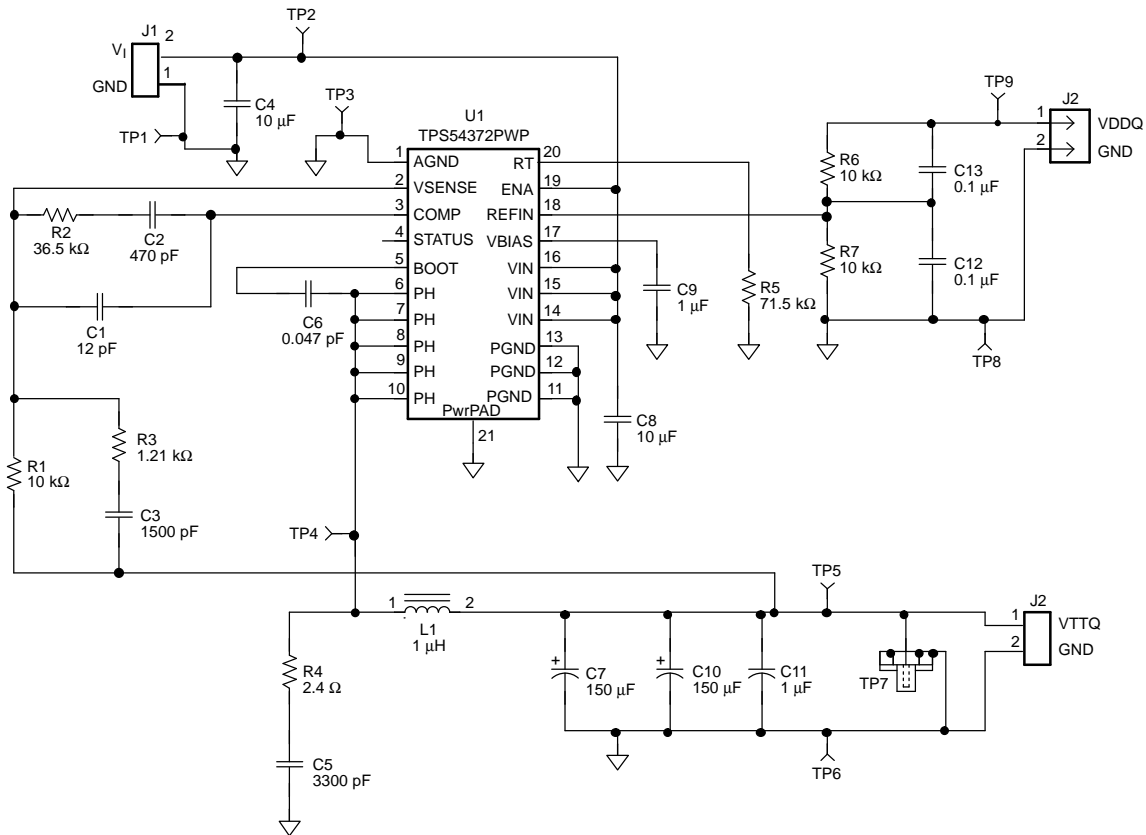 J1
V_I
2
1
GND
TP1
TP2
C4
10 µF
TP3
U1
TPS54372PWP
1 AGND
2 VSENSE
3 COMP
4 STATUS
5 BOOT
6 PH
7 PH
8 PH
9 PH
10 PH
RT 20
ENA 19
REFIN 18
VBIAS 17
VIN 16
VIN 15
VIN 14
PGND 13
PGND 12
PGND 11
PwrPAD
21
R2
36.5 kΩ
C2
470 pF
C1
12 pF
C6
0.047 pF
R3
1.21 kΩ
R1
10 kΩ
C3
1500 pF
C9
1 µF
R5
71.5 kΩ
C8
10 µF
TP9
J2
1 VDDQ
2 GND
R6
10 kΩ
C13
0.1 µF
R7
10 kΩ
C12
0.1 µF
TP8
TP4
1 2
L1
1 µH
R4
2.4 Ω
C5
3300 pF
+
C7
150 µF
+
C10
150 µF
C11
1 µF
TP5
TP7
TP6
J2
1 VTTQ
2 GND